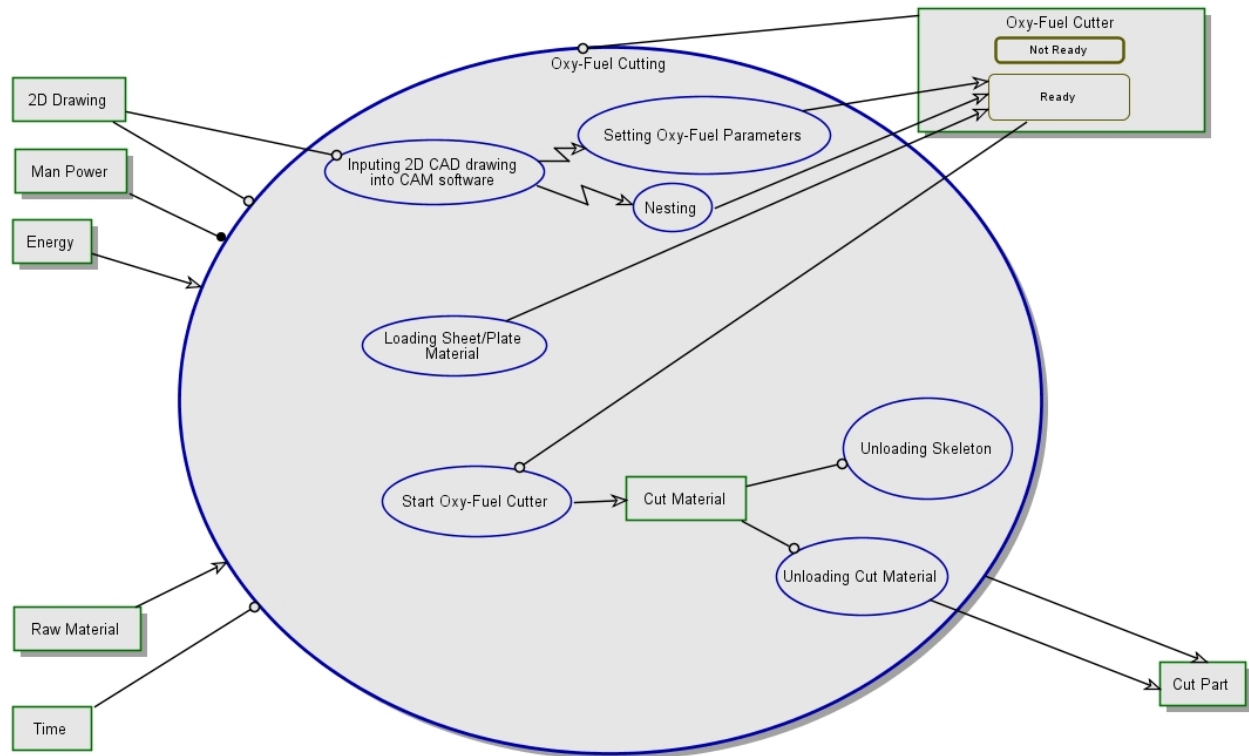 Oxy-Fuel Cutter
Not Ready
Ready
Oxy-Fuel Cutting
2D Drawing
Man Power
Energy
Setting Oxy-Fuel Parameters
Inputing 2D CAD drawing
into CAM software
Nesting
Loading Sheet/Plate
Material
Start Oxy-Fuel Cutter
Cut Material
Unloading Skeleton
Unloading Cut Material
Raw Material
Time
Cut Part